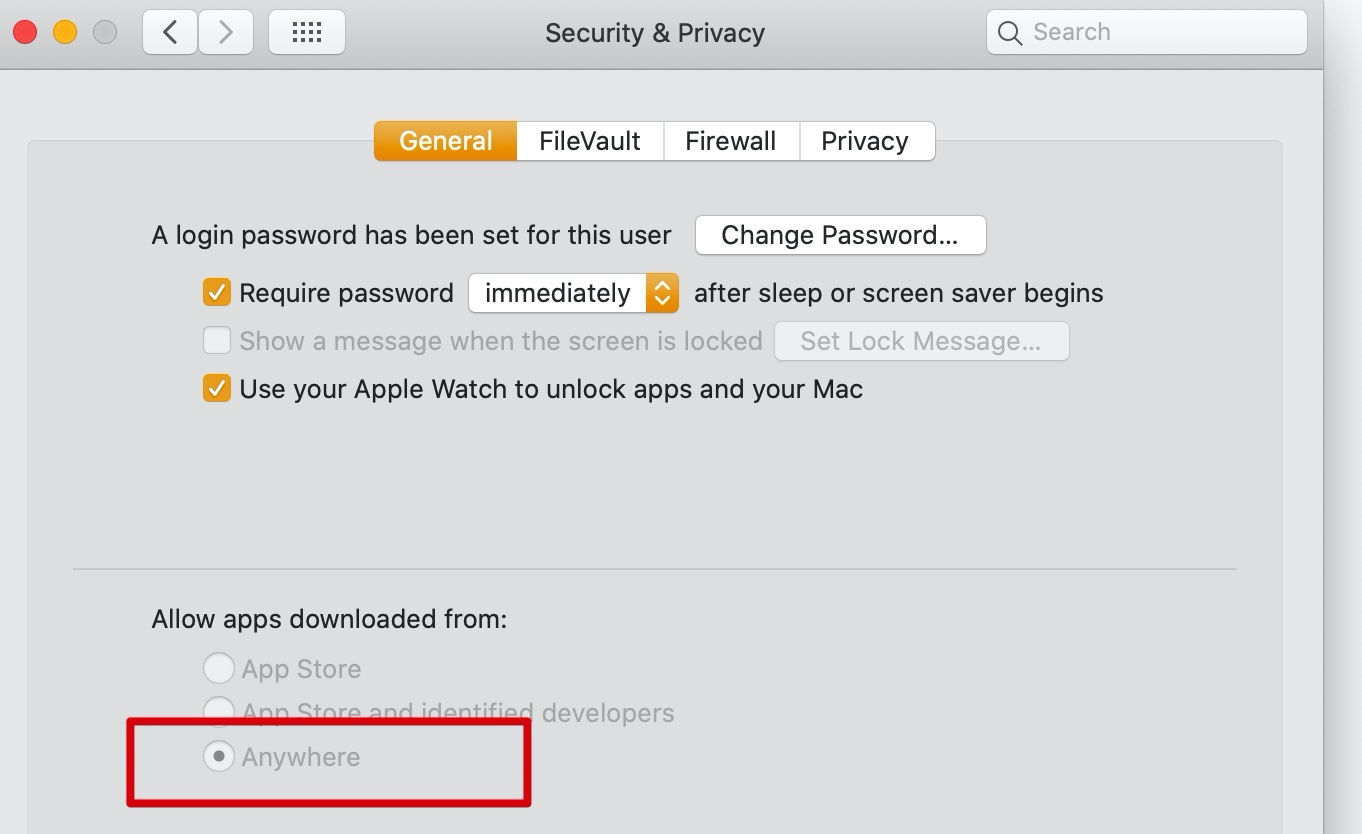 Security & Privacy
Search
General FileVault Firewall Privacy
A login password has been set for this user Change Password...
Require password immediately after sleep or screen saver begins
Show a message when the screen is locked Set Lock Message...
Use your Apple Watch to unlock apps and your Mac
Allow apps downloaded from:
App Store
App Store and identified developers
Anywhere